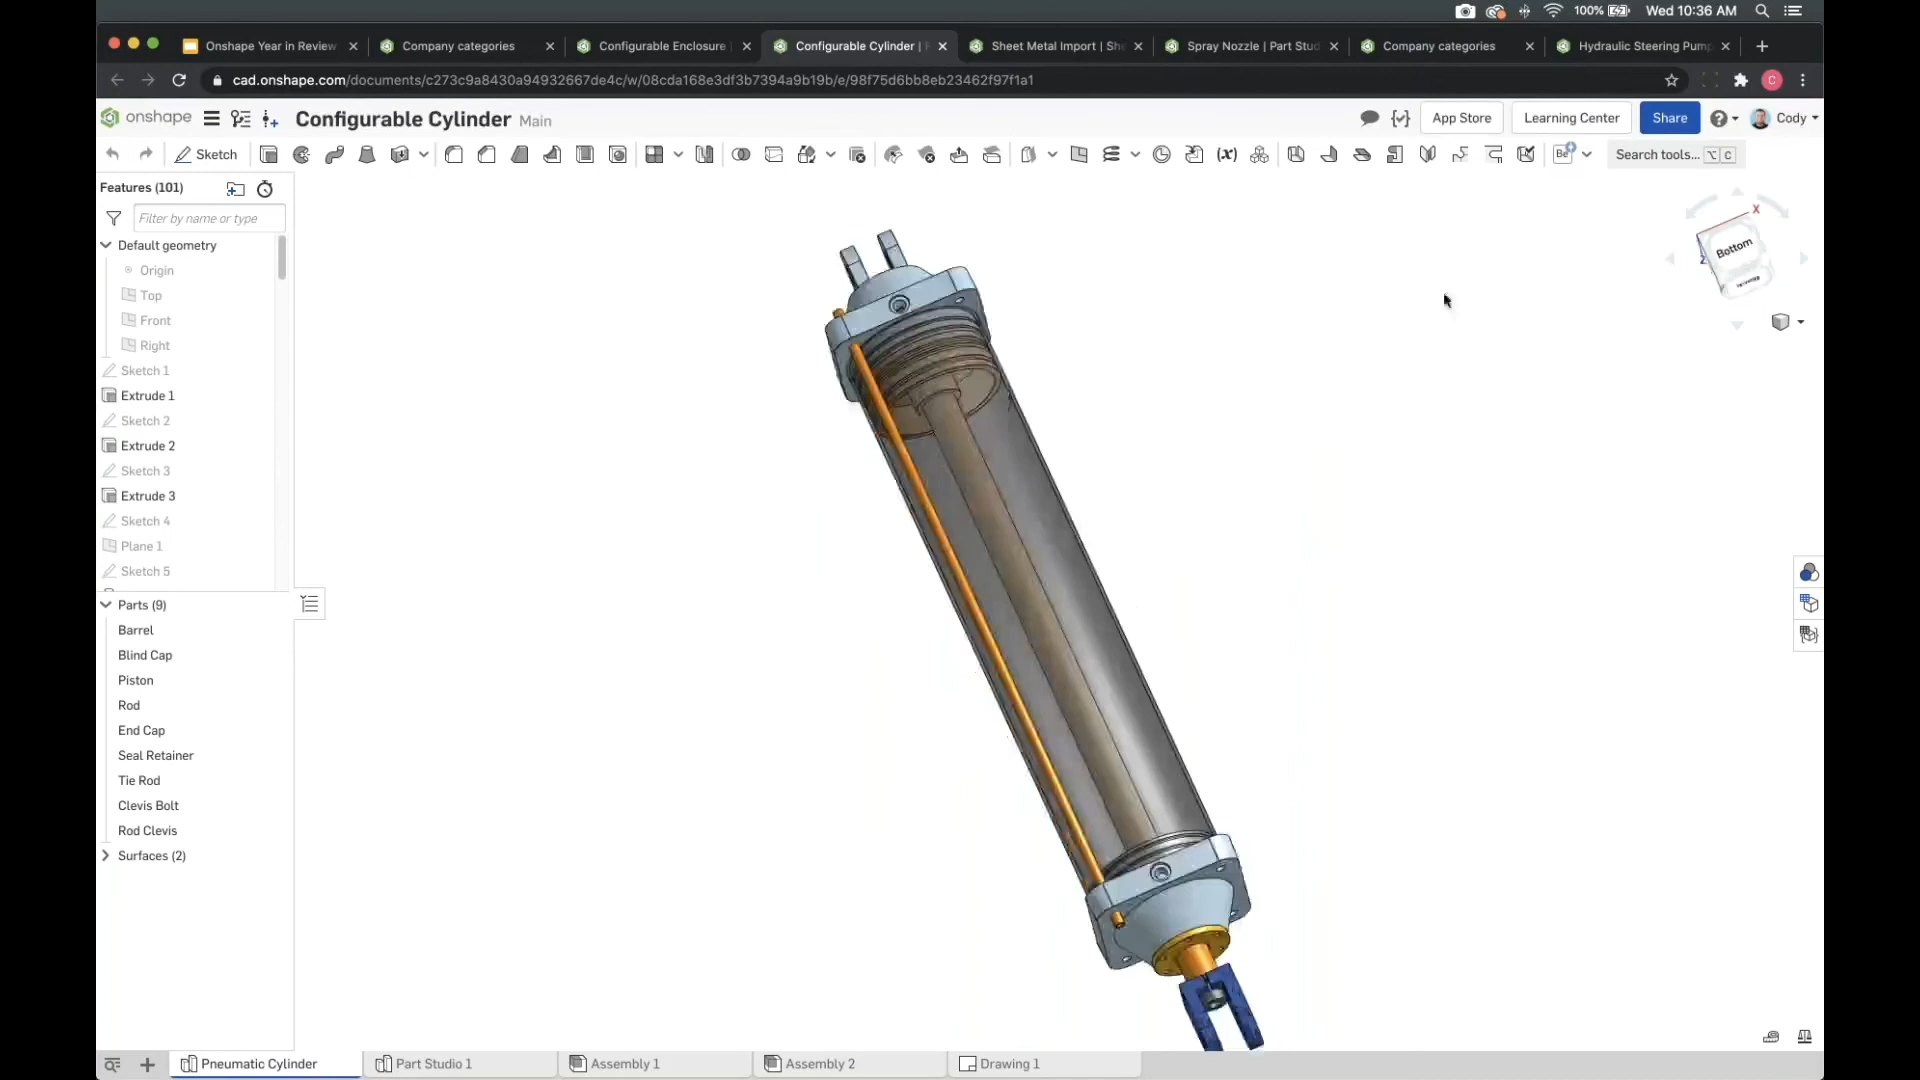 100% Wed 10:36 AM
Onshape Year in Review
Company categories
Configurable Enclosure |
Configurable Cylinder |
Sheet Metal Import | She
Spray Nozzle | Part Stud
Company categories
Hydraulic Steering Pump
cad.onshape.com/documents/c273c9a8430a94932667de4c/w/08cda168e3df3b7394a9b19b/e/98f75d6bb8eb23462f97f1a1
C
onshape
Configurable Cylinder Main
App Store
Learning Center
Share
Cody
Sketch
(x)
Be
Search tools... ⌥ C
Features (101)
Filter by name or type
Default geometry
Origin
Top
Front
Right
Sketch 1
Extrude 1
Sketch 2
Extrude 2
Sketch 3
Extrude 3
Sketch 4
Plane 1
Sketch 5
Parts (9)
Barrel
Blind Cap
Piston
Rod
End Cap
Seal Retainer
Tie Rod
Clevis Bolt
Rod Clevis
Surfaces (2)
X
Z
Bottom
Pneumatic Cylinder
Part Studio 1
Assembly 1
Assembly 2
Drawing 1